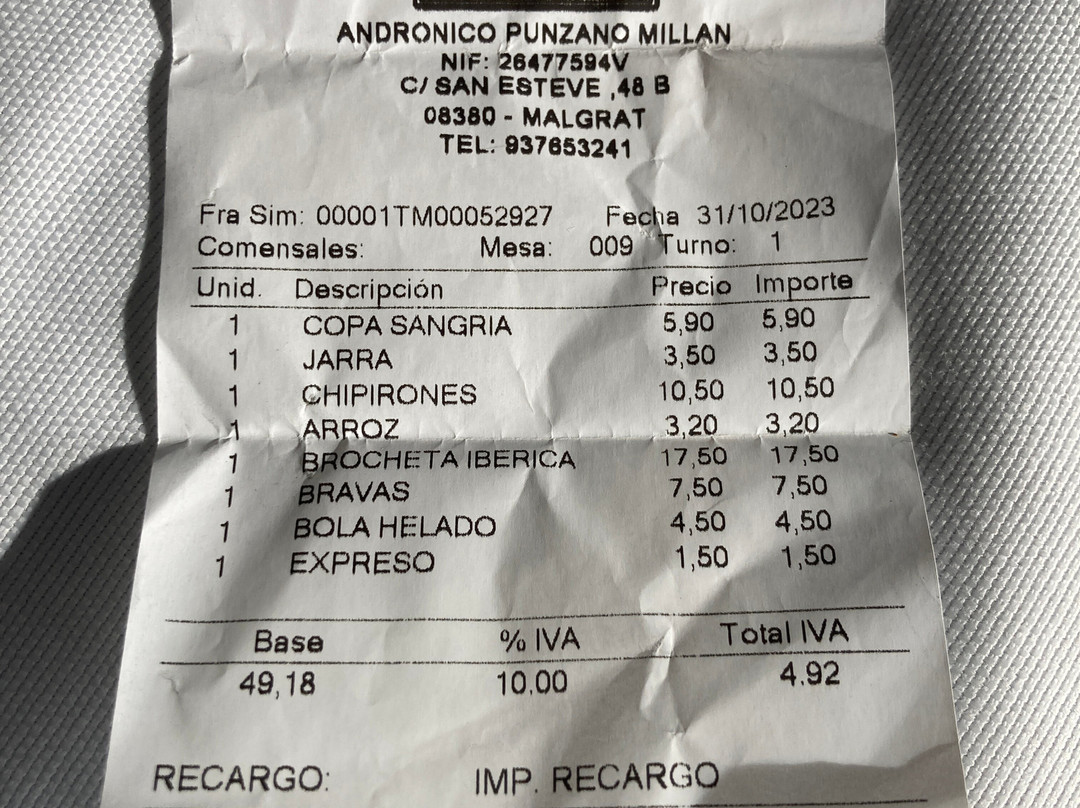 ANDRONICO PUNZANO MILLAN
NIF: 26477594V
C/ SAN ESTEVE ,48 B
08380 - MALGRAT
TEL: 937653241
Fra Sim: 00001TM00052927 Fecha 31/10/2023
Comensales: Mesa: 009 Turno: 1
Unid. Descripción Precio Importe
1 COPA SANGRIA 5,90 5,90
1 JARRA 3,50 3,50
1 CHIPIRONES 10,50 10,50
1 ARROZ 3,20 3,20
1 BROCHETA IBERICA 17,50 17,50
1 BRAVAS 7,50 7,50
1 BOLA HELADO 4,50 4,50
1 EXPRESO 1,50 1,50
Base % IVA Total IVA
49,18 10.00 4.92
RECARGO: IMP. RECARGO